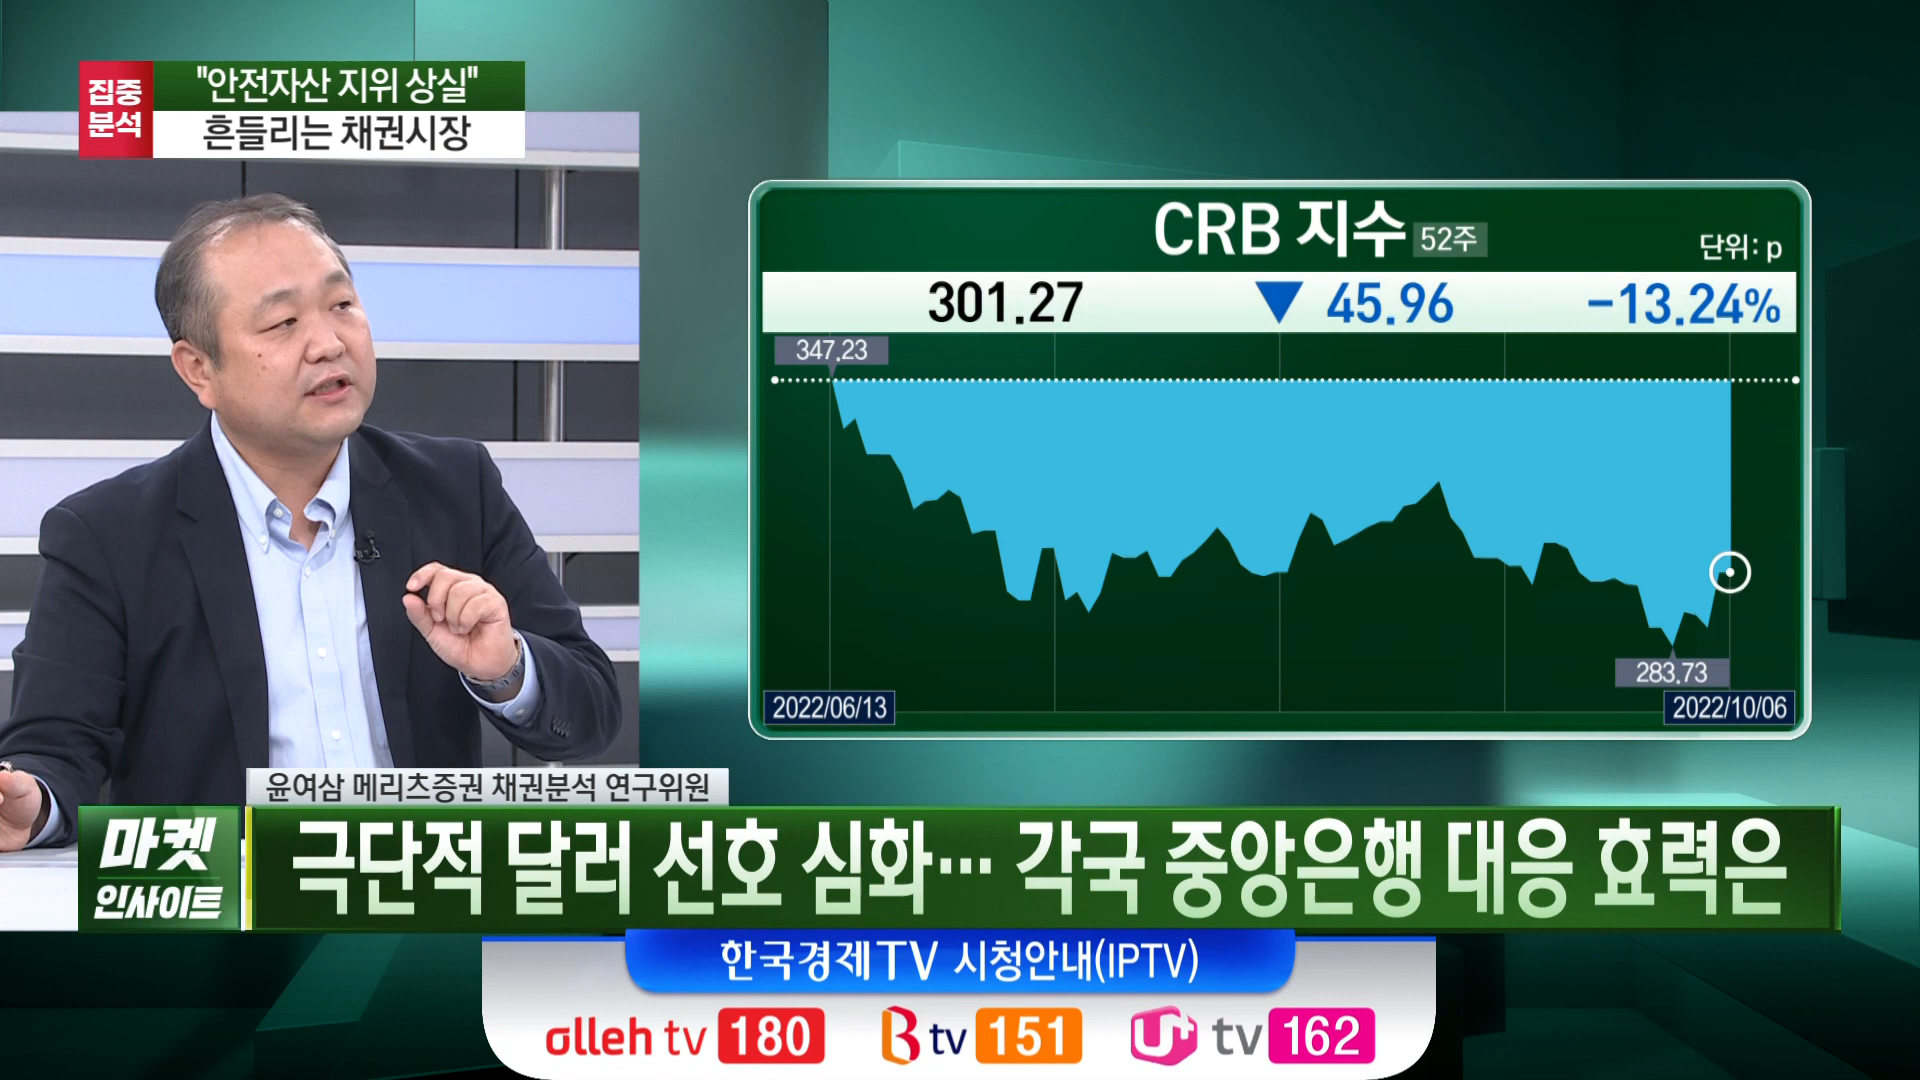 집중
분석
"안전자산 지위 상실"
흔들리는 채권시장
CRB 지수 52주
단위: p
301.27 ▼ 45.96 -13.24%
347.23
283.73
2022/06/13
2022/10/06
윤여삼 메리츠증권 채권분석 연구위원
마켓
인사이트
극단적 달러 선호 심화… 각국 중앙은행 대응 효력은
한국경제TV 시청안내(IPTV)
olleh tv 180 B tv 151 U+ tv 162